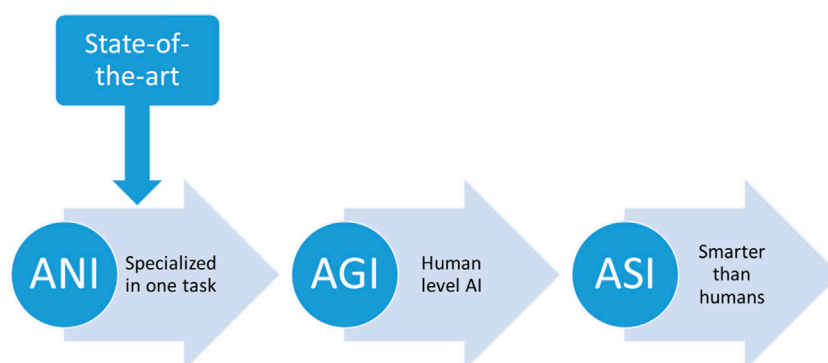 State-of-
the-art
ANI
Specialized
in one task
AGI
Human
level AI
ASI
Smarter
than
humans